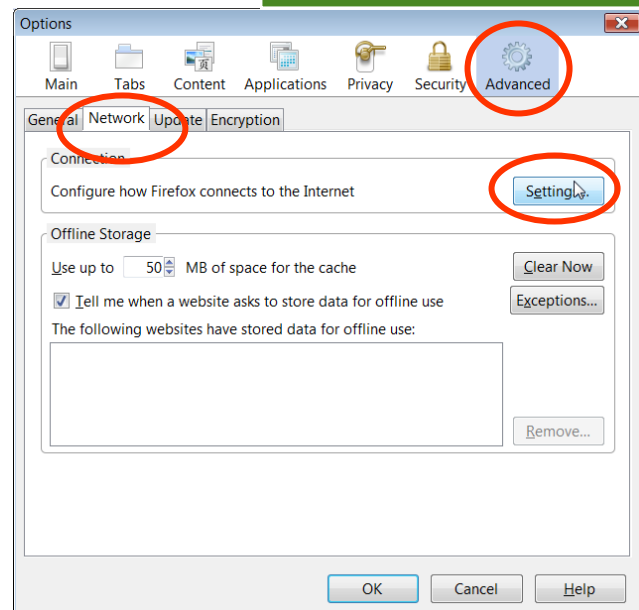 Options
Main Tabs Content Applications Privacy Security Advanced
General Network Update Encryption
Connection
Configure how Firefox connects to the Internet Settings...
Offline Storage
Use up to 50 MB of space for the cache Clear Now
Tell me when a website asks to store data for offline use Exceptions...
The following websites have stored data for offline use:
Remove...
OK Cancel Help